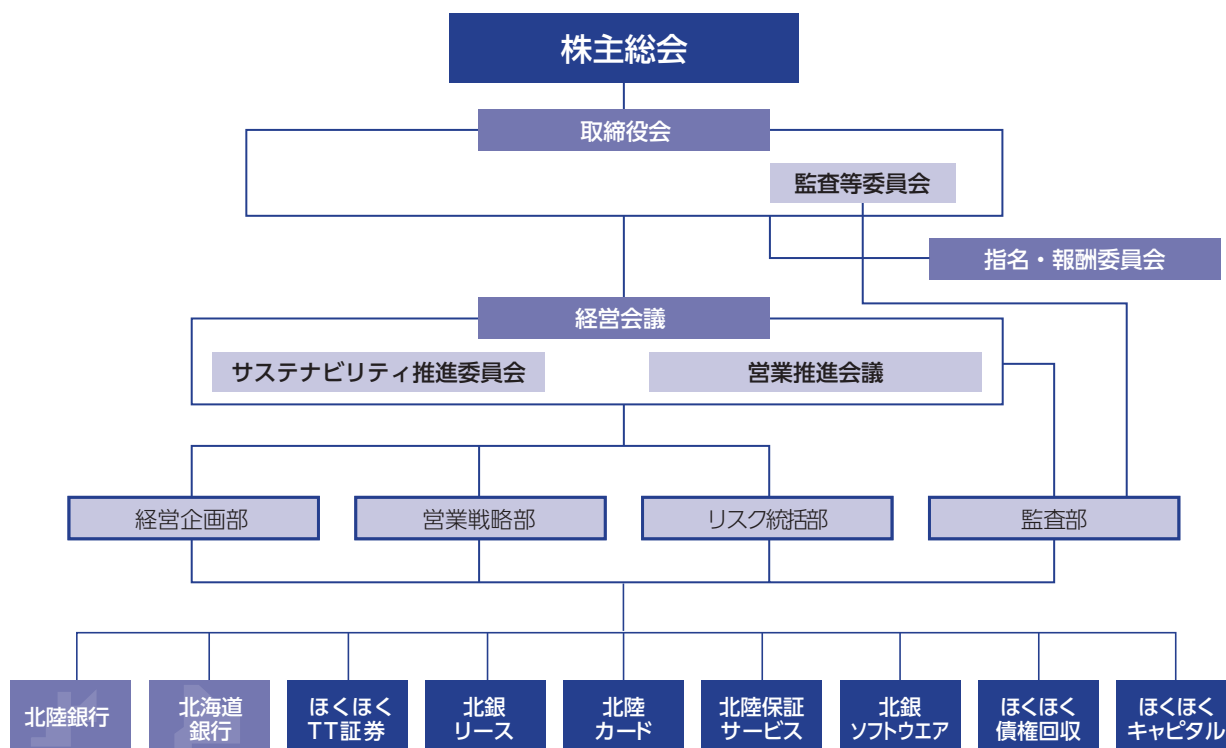 株主総会
取締役会
監査等委員会
指名・報酬委員会
経営会議
サステナビリティ推進委員会
営業推進会議
経営企画部
営業戦略部
リスク統括部
監査部
北陸銀行
北海道
銀行
ほくほく
TT証券
北銀
リース
北陸
カード
北陸保証
サービス
北銀
ソフトウエア
ほくほく
債権回収
ほくほく
キャピタル